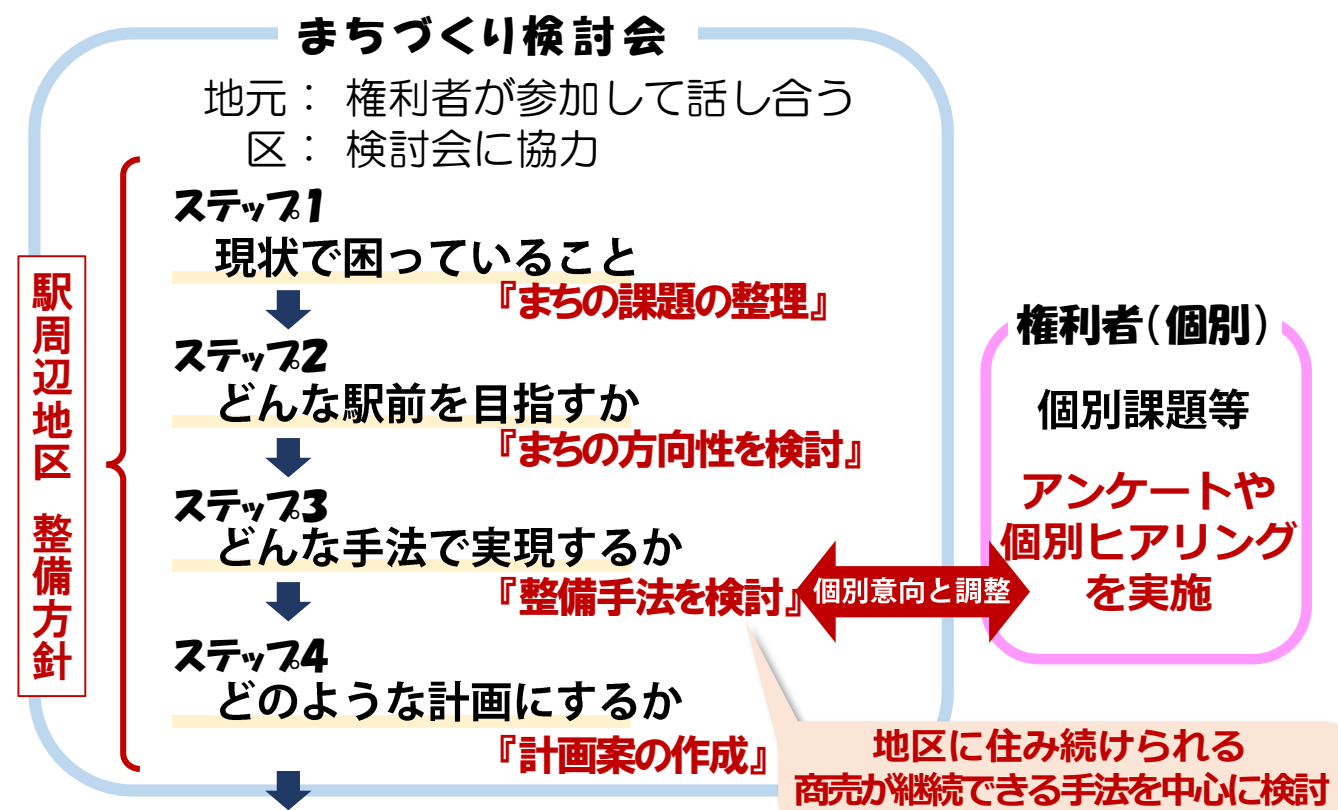 まちづくり検討会
地元： 権利者が参加して話し合う
区： 検討会に協力
駅周辺地区 整備方針
ステップ1
現状で困っていること
『まちの課題の整理』
ステップ2
どんな駅前を目指すか
『まちの方向性を検討』
ステップ3
どんな手法で実現するか
『整備手法を検討』
個別意向と調整
ステップ4
どのような計画にするか
『計画案の作成』
権利者(個別)
個別課題等
アンケートや
個別ヒアリング
を実施
地区に住み続けられる
商売が継続できる手法を中心に検討